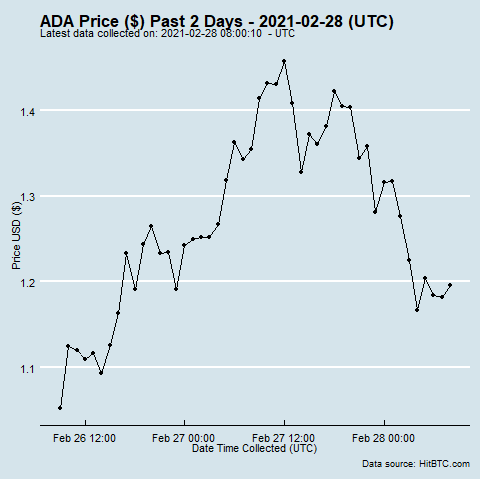 ADA Price ($) Past 2 Days - 2021-02-28 (UTC)
Latest data collected on: 2021-02-28 08:00:10  - UTC
1.4
1.3
1.2
1.1
Price USD ($)
Feb 26 12:00
Feb 27 00:00
Feb 27 12:00
Feb 28 00:00
Date Time Collected (UTC)
Data source: HitBTC.com